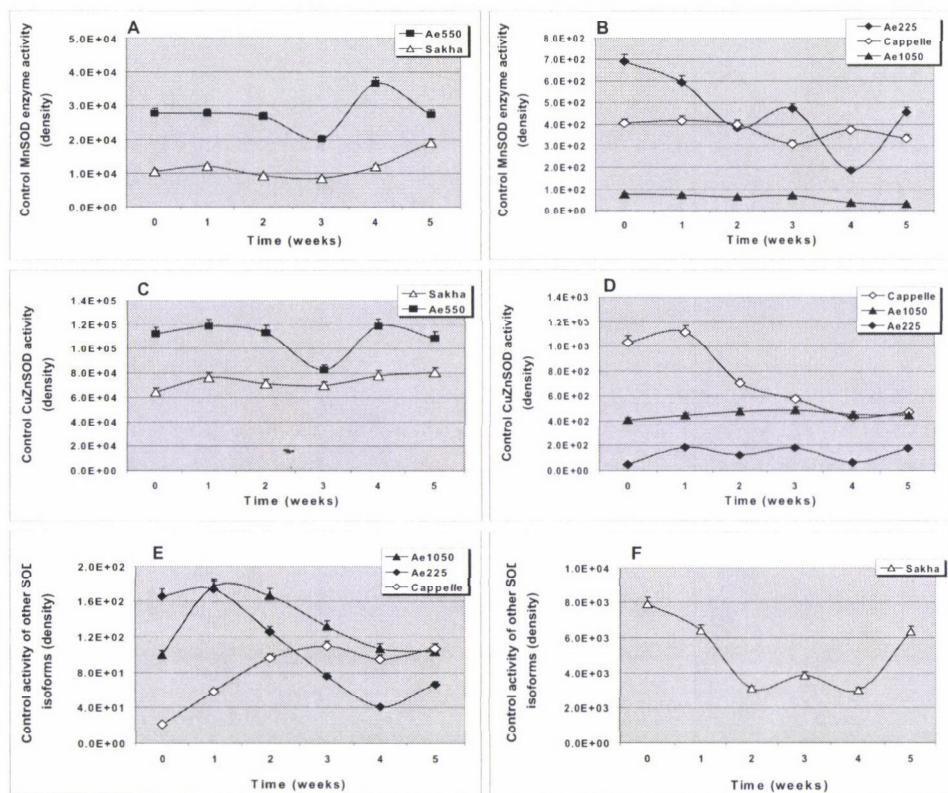 A
Ae550
Sakha
Control MnSOD enzyme activity
(density)
5.0E+04
4.0E+04
3.0E+04
2.0E+04
1.0E+04
0.0E+00
0 1 2 3 4 5
Time (weeks)
B
Ae225
Cappelle
Ae1050
Control MnSOD enzyme activity
(density)
8.0E+02
7.0E+02
6.0E+02
5.0E+02
4.0E+02
3.0E+02
2.0E+02
1.0E+02
0.0E+00
0 1 2 3 4 5
Time (weeks)
C
Sakha
Ae550
Control CuZnSOD activity
(density)
1.4E+05
1.2E+05
1.0E+05
8.0E+04
6.0E+04
4.0E+04
2.0E+04
0.0E+00
0 1 2 3 4 5
Time (weeks)
D
Cappelle
Ae1050
Ae225
Control CuZnSOD activity
(density)
1.4E+03
1.2E+03
1.0E+03
8.0E+02
6.0E+02
4.0E+02
2.0E+02
0.0E+00
0 1 2 3 4 5
Time (weeks)
E
Ae1050
Ae225
Cappelle
Control activity of other SOD
isoforms (density)
2.0E+02
1.6E+02
1.2E+02
8.0E+01
4.0E+01
0.0E+00
0 1 2 3 4 5
Time (weeks)
F
Sakha
Control activity of other SOD
isoforms (density)
1.0E+04
8.0E+03
6.0E+03
4.0E+03
2.0E+03
0.0E+00
0 1 2 3 4 5
Time (weeks)